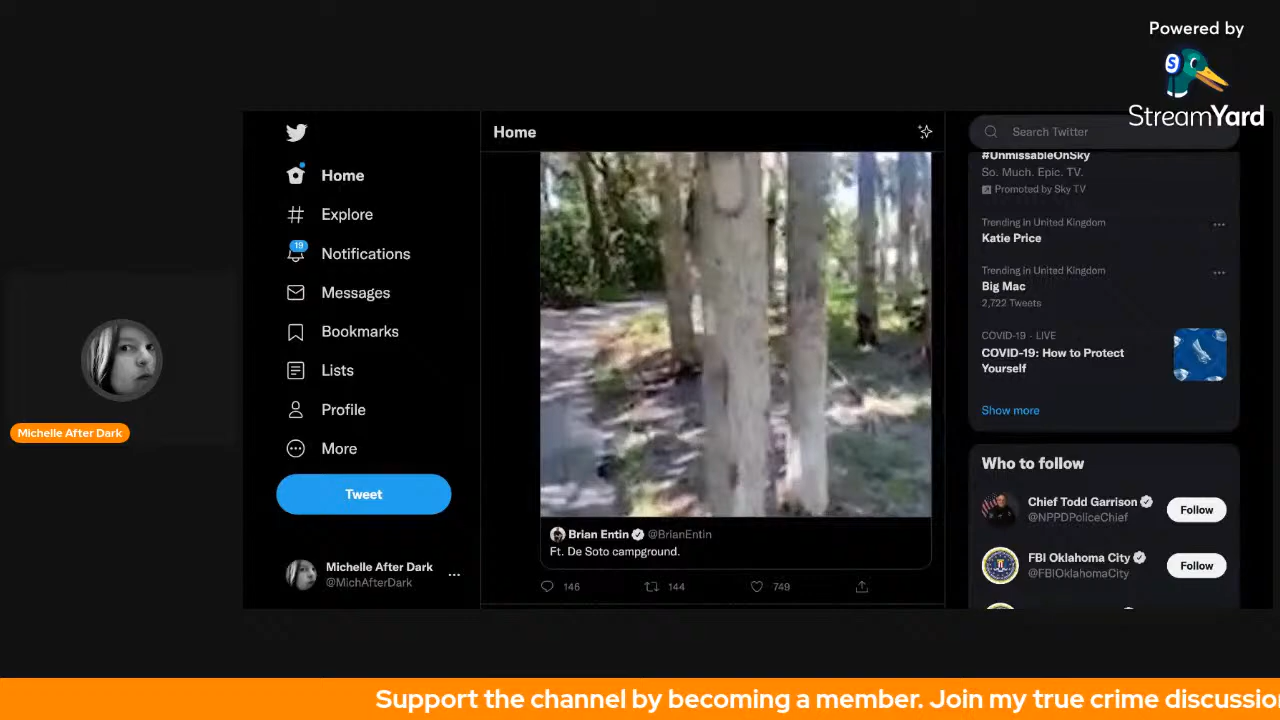 Powered by
StreamYard
Home
Search Twitter
Home
Explore
19
Notifications
Messages
Bookmarks
Lists
Profile
More
Tweet
Michelle After Dark
@MichAfterDark
Michelle After Dark
Brian Entin @BrianEntin
Ft. De Soto campground.
146 144 749
#UnmissableOnSky
So. Much. Epic. TV.
Promoted by Sky TV
Trending in United Kingdom
Katie Price
Trending in United Kingdom
Big Mac
2,722 Tweets
COVID-19 · LIVE
COVID-19: How to Protect
Yourself
Show more
Who to follow
Chief Todd Garrison
@NPPDPoliceChief
Follow
FBI Oklahoma City
@FBIOklahomaCity
Follow
Support the channel by becoming a member. Join my true crime discussio